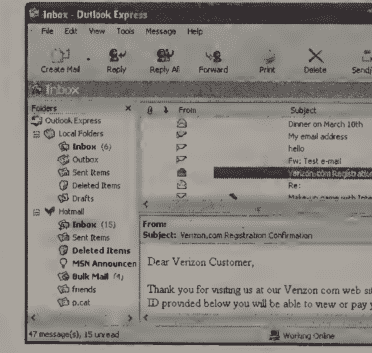 Inbox - Outlook Express
File Edit View Tools Message Help
Create Mail Reply Reply All Forward Print Delete Send/
Inbox
Folders × From Subject
Outlook Express Dinner on March 10th
Local Folders My email address
Inbox (6) hello
Outbox Fw: Test e-mail
Sent Items Verizon.com Registration
Deleted Items Re:
Drafts
Hotmail
Inbox (15)
Sent Items
Deleted Items
MSN Announcen
Bulk Mail (4)
friends
p.cat
From:
Subject: Verizon.com Registration Confirmation
Dear Verizon Customer,
Thank you for visiting us at our Verizon com web si
ID provided below you will be able to view or pay y
47 message(s), 15 unread Working Online